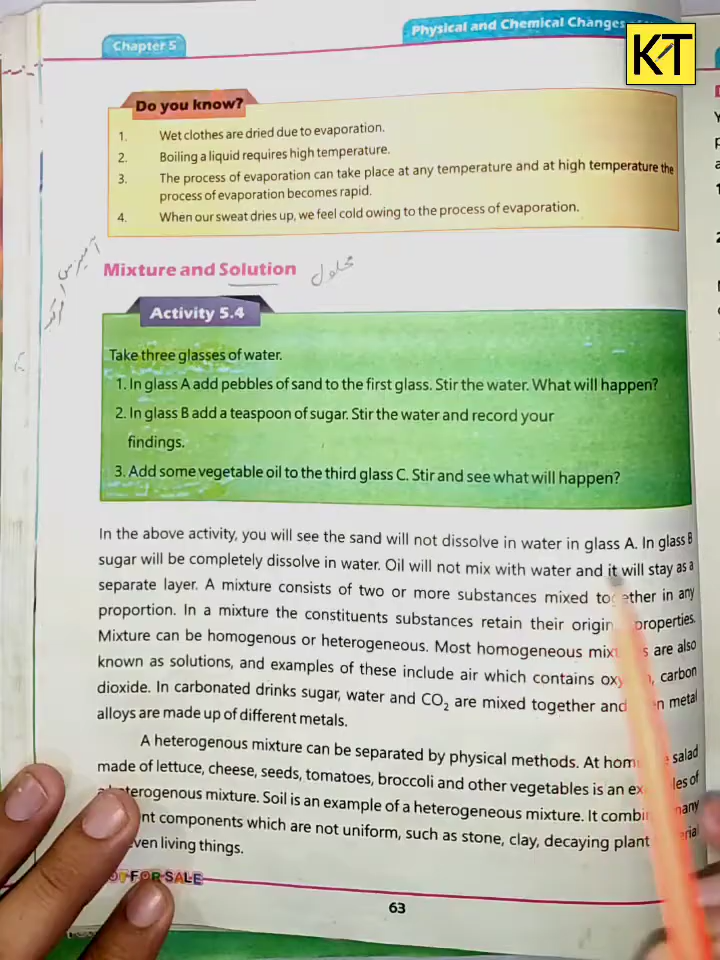 Chapter 5
Physical and Chemical Changes
KT
Do you know?
1. Wet clothes are dried due to evaporation.
2. Boiling a liquid requires high temperature.
3. The process of evaporation can take place at any temperature and at high temperature the
process of evaporation becomes rapid.
4. When our sweat dries up, we feel cold owing to the process of evaporation.
Mixture and Solution محلول
Activity 5.4
Take three glasses of water.
1. In glass A add pebbles of sand to the first glass. Stir the water. What will happen?
2. In glass B add a teaspoon of sugar. Stir the water and record your
findings.
3. Add some vegetable oil to the third glass C. Stir and see what will happen?
In the above activity, you will see the sand will not dissolve in water in glass A. In glass B
sugar will be completely dissolve in water. Oil will not mix with water and it will stay as a
separate layer. A mixture consists of two or more substances mixed together in any
proportion. In a mixture the constituents substances retain their origin properties.
Mixture can be homogenous or heterogeneous. Most homogeneous mix are also
known as solutions, and examples of these include air which contains ox , carbon
dioxide. In carbonated drinks sugar, water and CO₂ are mixed together and metal
alloys are made up of different metals.
A heterogenous mixture can be separated by physical methods. At hom salad
made of lettuce, cheese, seeds, tomatoes, broccoli and other vegetables is an ex les of
heterogenous mixture. Soil is an example of a heterogeneous mixture. It combi many
nt components which are not uniform, such as stone, clay, decaying plant erial
even living things.
FOR SALE
63